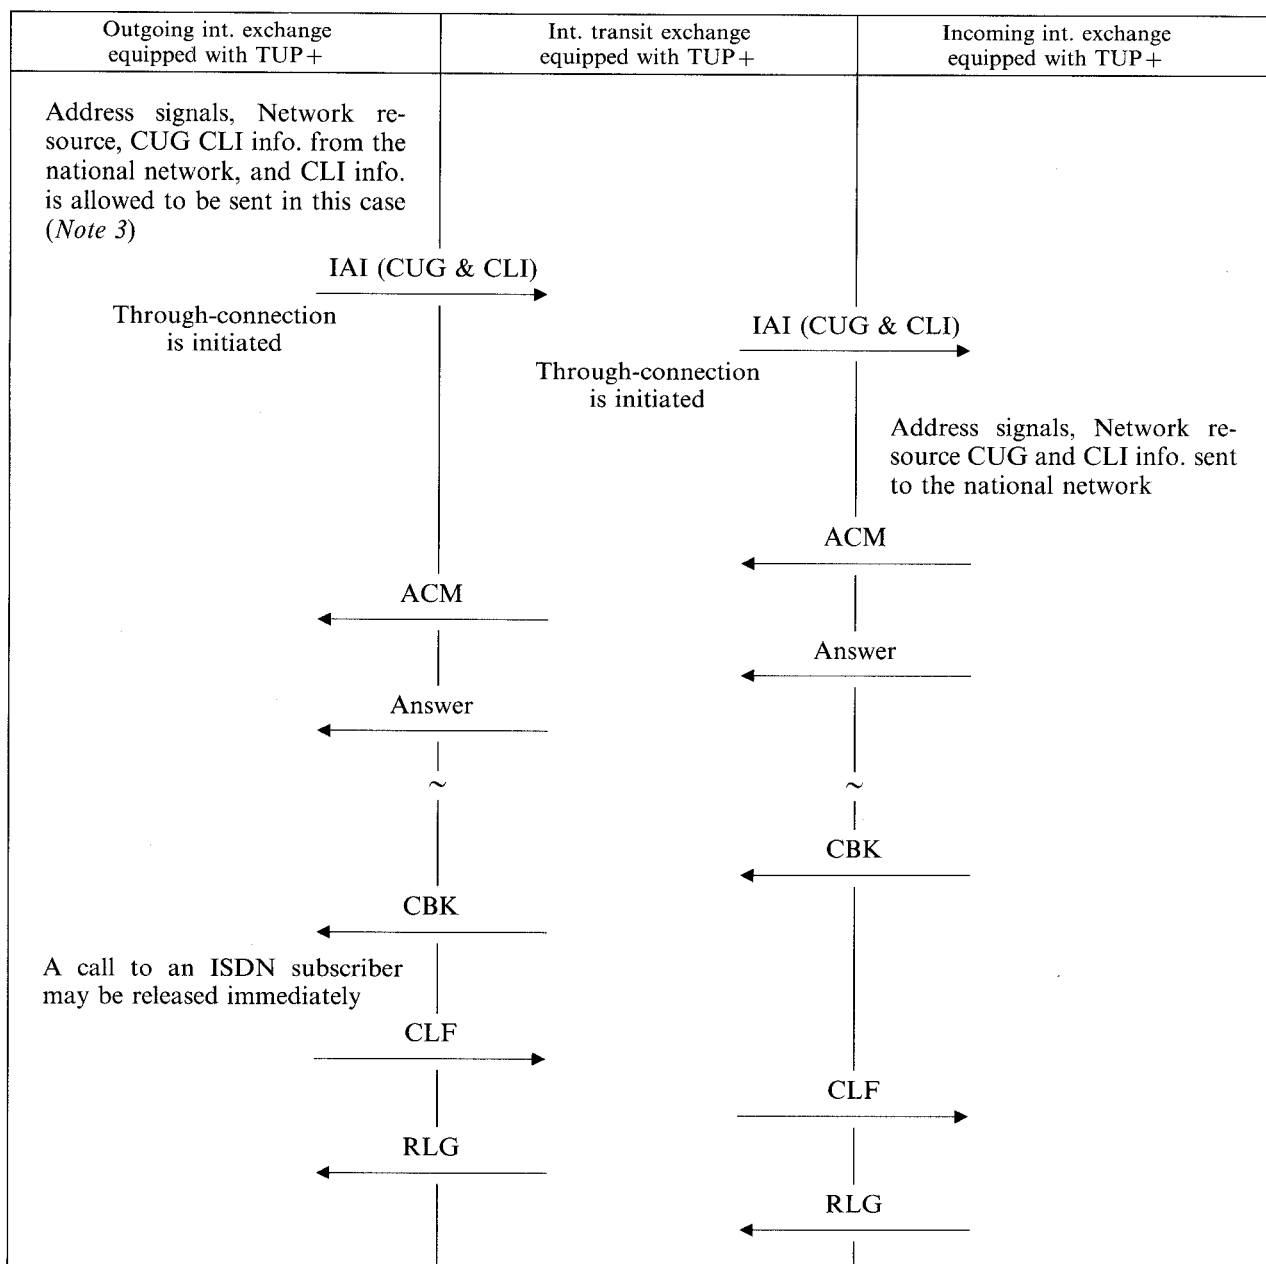 Outgoing int. exchange
equipped with TUP+
Int. transit exchange
equipped with TUP+
Incoming int. exchange
equipped with TUP+
Address signals, Network re-
source, CUG CLI info. from the
national network, and CLI info.
is allowed to be sent in this case
(Note 3)
IAI (CUG & CLI)
Through-connection
is initiated
IAI (CUG & CLI)
Through-connection
is initiated
Address signals, Network re-
source CUG and CLI info. sent
to the national network
ACM
ACM
Answer
Answer
~
~
CBK
CBK
A call to an ISDN subscriber
may be released immediately
CLF
CLF
RLG
RLG